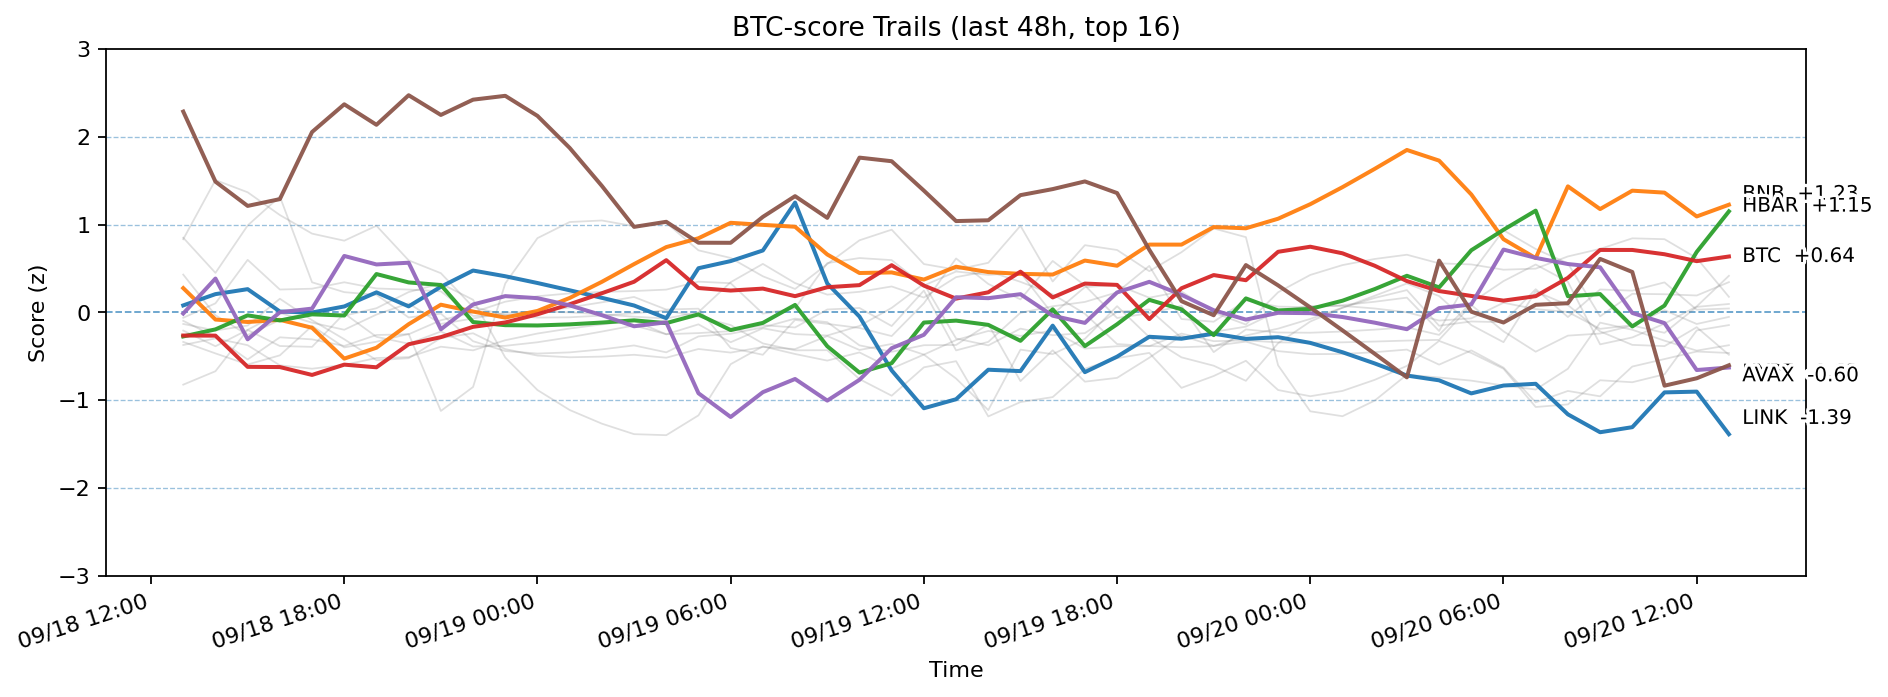 BTC-score Trails (last 48h, top 16)
Score (z)
3
2
1
0
−1
−2
−3
BNB +1.23
HBAR +1.15
BTC +0.64
AVAX -0.60
LINK -1.39
09/18 12:00
09/18 18:00
09/19 00:00
09/19 06:00
09/19 12:00
09/19 18:00
09/20 00:00
09/20 06:00
09/20 12:00
Time